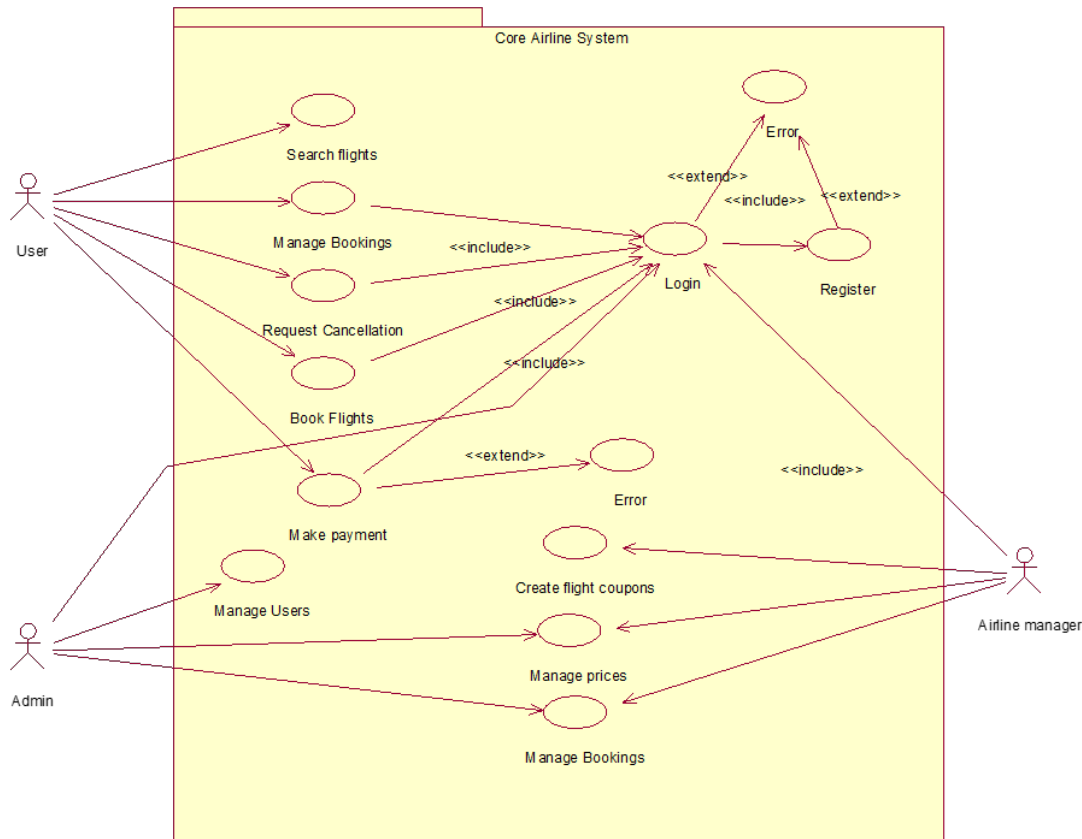 Core Airline System
Error
Search flights
<<extend>>
<<include>>
<<extend>>
User
Manage Bookings
<<include>>
Login
Register
<<include>>
Request Cancellation
<<include>>
Book Flights
<<extend>>
<<include>>
Error
Make payment
Create flight coupons
Manage Users
Airline manager
Manage prices
Admin
Manage Bookings